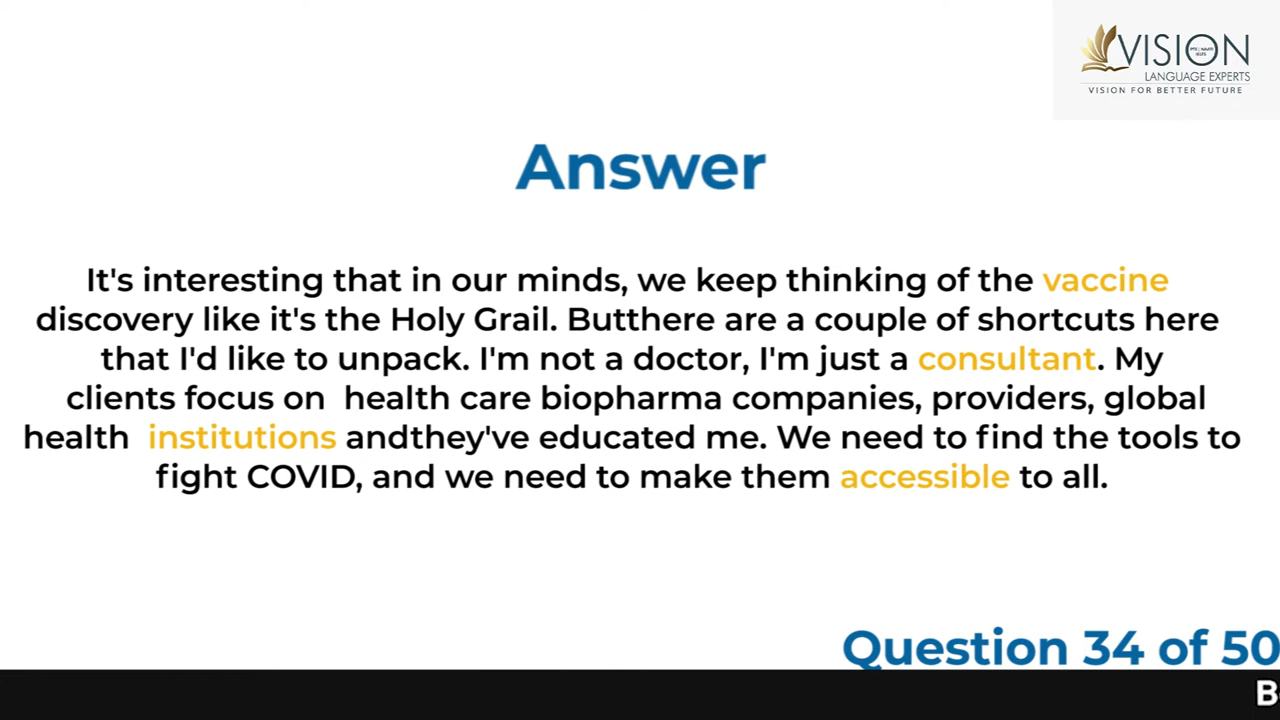 VISION
LANGUAGE EXPERTS
VISION FOR BETTER FUTURE
Answer
It's interesting that in our minds, we keep thinking of the vaccine
discovery like it's the Holy Grail. Butthere are a couple of shortcuts here
that I'd like to unpack. I'm not a doctor, I'm just a consultant. My
clients focus on health care biopharma companies, providers, global
health institutions andthey've educated me. We need to find the tools to
fight COVID, and we need to make them accessible to all.
Question 34 of 50
B